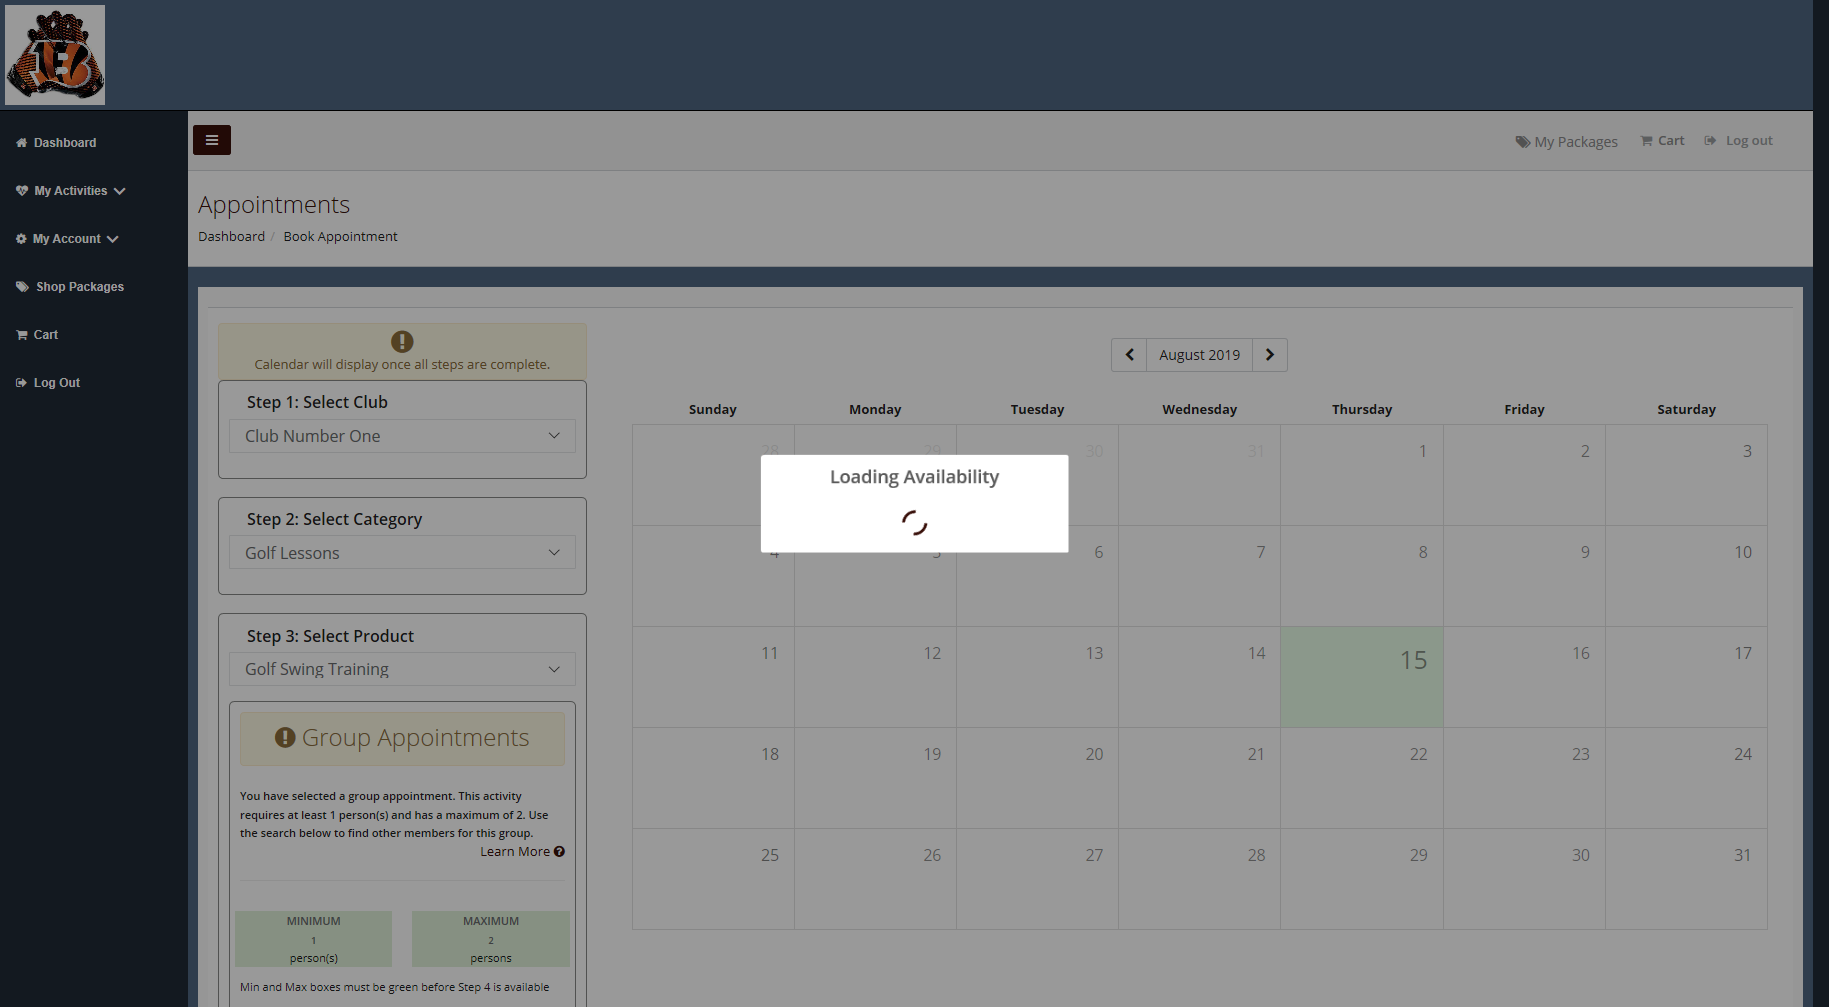 Dashboard
My Activities
My Account
Shop Packages
Cart
Log Out
My Packages
Cart
Log out
Appointments
Dashboard / Book Appointment
Calendar will display once all steps are complete.
Step 1: Select Club
Club Number One
Step 2: Select Category
Golf Lessons
Step 3: Select Product
Golf Swing Training
Group Appointments
You have selected a group appointment. This activity
requires at least 1 person(s) and has a maximum of 2. Use
the search below to find other members for this group.
Learn More
MINIMUM
1
person(s)
MAXIMUM
2
persons
Min and Max boxes must be green before Step 4 is available
August 2019
Sunday Monday Tuesday Wednesday Thursday Friday Saturday
28 29 30 31 1 2 3
Loading Availability
4 5 6 7 8 9 10
11 12 13 14 15 16 17
18 19 20 21 22 23 24
25 26 27 28 29 30 31